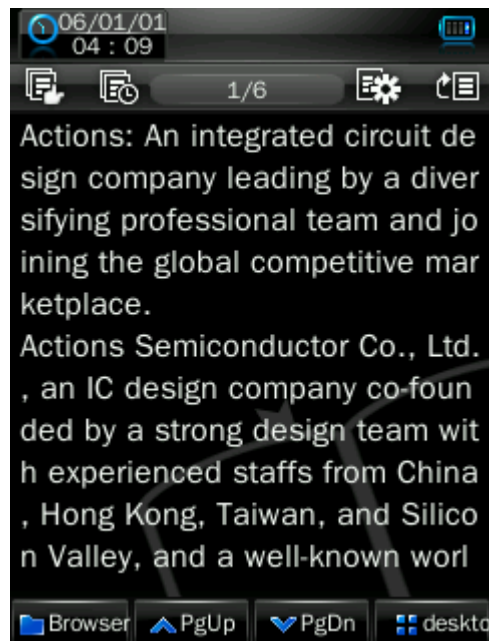 06/01/01
04 : 09
1/6
Actions: An integrated circuit de
sign company leading by a diver
sifying professional team and jo
ining the global competitive mar
ketplace.
Actions Semiconductor Co., Ltd.
, an IC design company co-foun
ded by a strong design team wit
h experienced staffs from China
, Hong Kong, Taiwan, and Silico
n Valley, and a well-known worl
Browser PgUp PgDn deskto